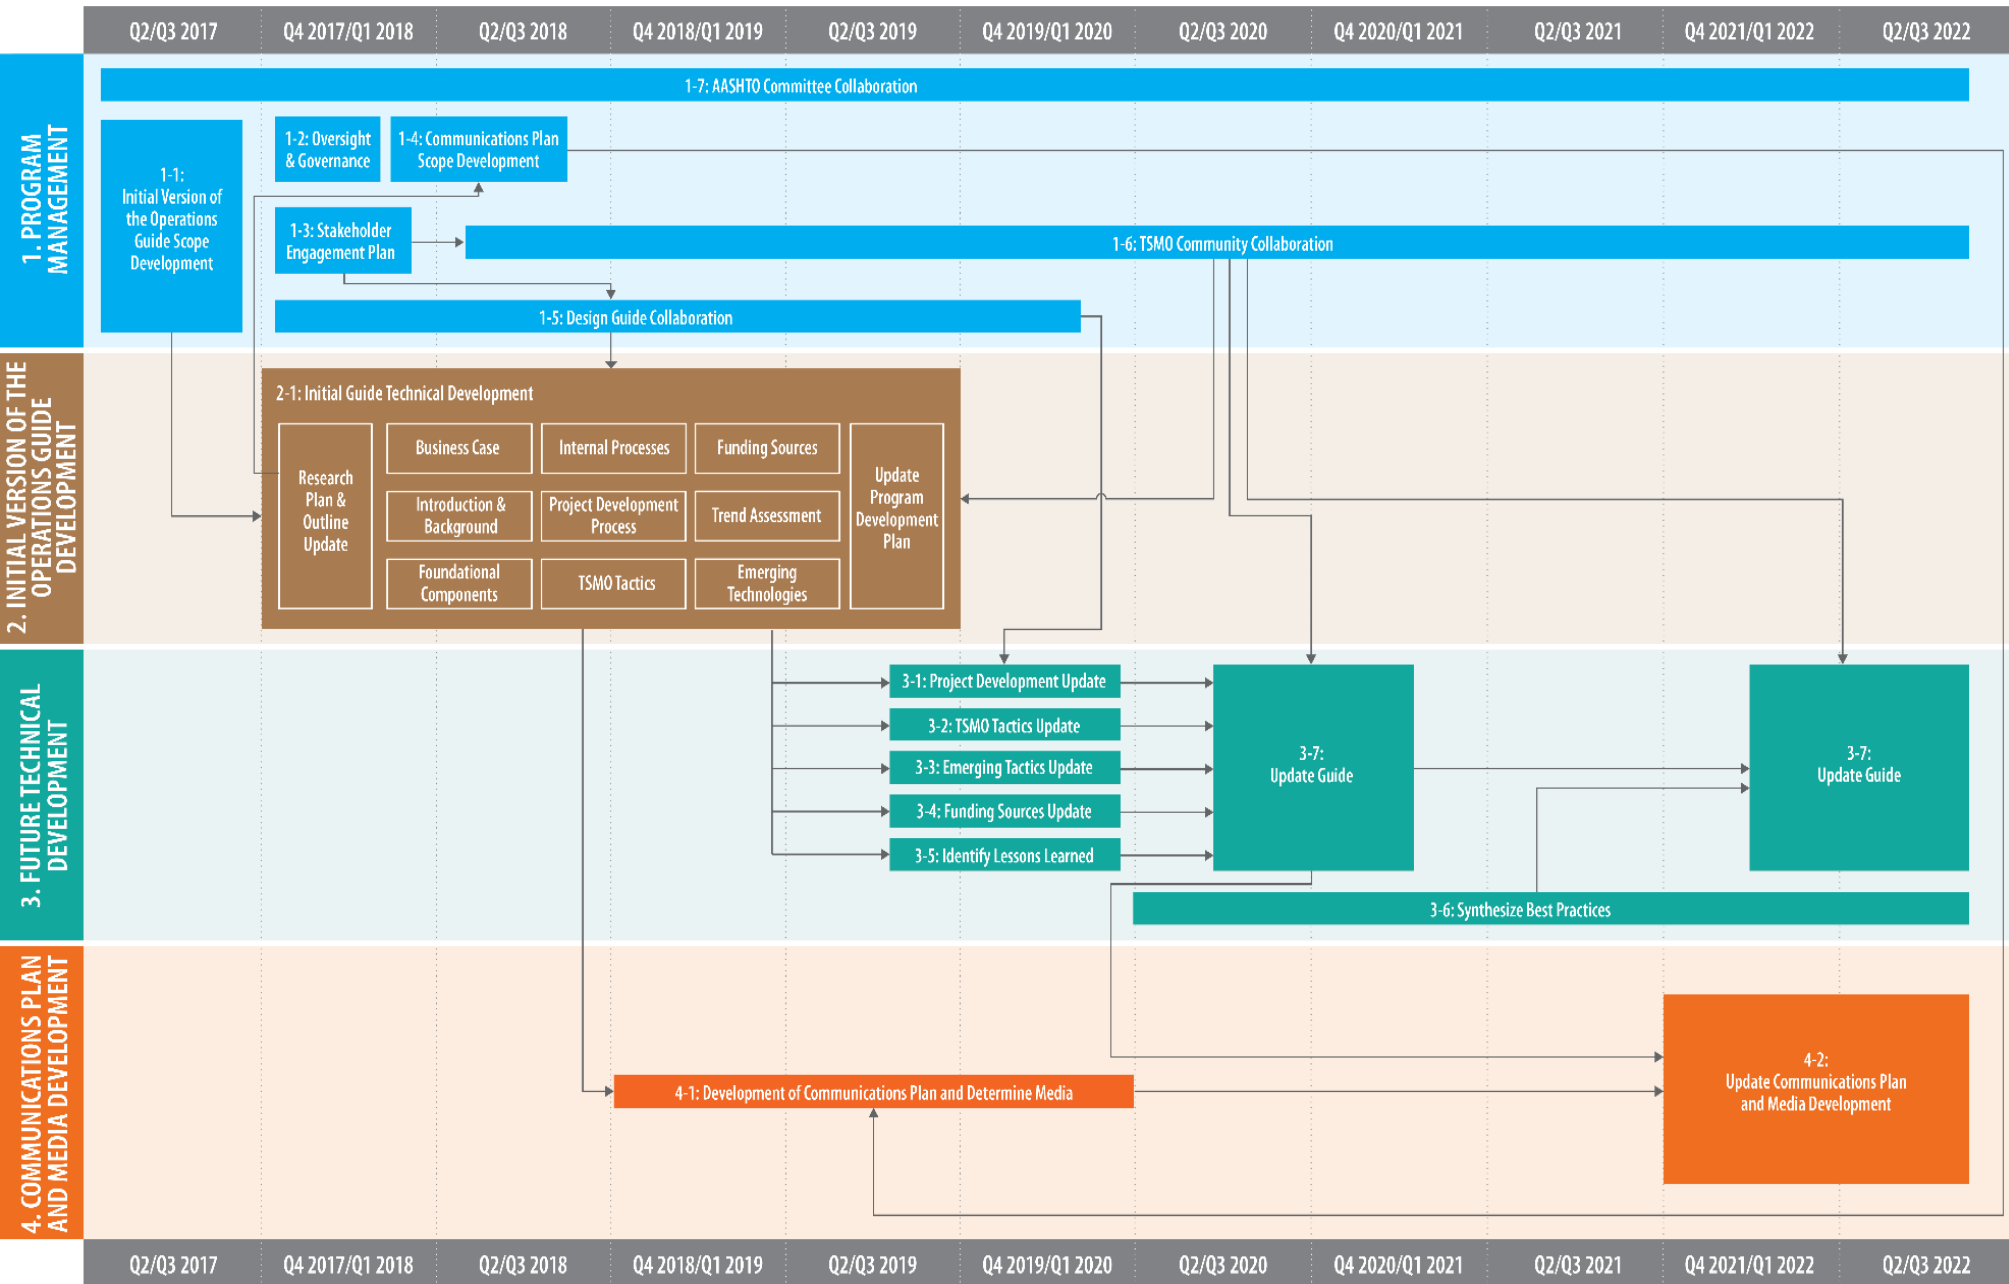 Q2/Q3 2017
Q4 2017/Q1 2018
Q2/Q3 2018
Q4 2018/Q1 2019
Q2/Q3 2019
Q4 2019/Q1 2020
Q2/Q3 2020
Q4 2020/Q1 2021
Q2/Q3 2021
Q4 2021/Q1 2022
Q2/Q3 2022
1. PROGRAM
MANAGEMENT
1-7: AASHTO Committee Collaboration
1-1:
Initial Version of
the Operations
Guide Scope
Development
1-2: Oversight
& Governance
1-4: Communications Plan
Scope Development
1-3: Stakeholder
Engagement Plan
1-6: TSMO Community Collaboration
1-5: Design Guide Collaboration
2. INITIAL VERSION OF THE
OPERATIONS GUIDE
DEVELOPMENT
2-1: Initial Guide Technical Development
Research
Plan &
Outline
Update
Business Case
Internal Processes
Funding Sources
Introduction &
Background
Project Development
Process
Trend Assessment
Foundational
Components
TSMO Tactics
Emerging
Technologies
Update
Program
Development
Plan
3. FUTURE TECHNICAL
DEVELOPMENT
3-1: Project Development Update
3-2: TSMO Tactics Update
3-3: Emerging Tactics Update
3-4: Funding Sources Update
3-5: Identify Lessons Learned
3-7:
Update Guide
3-7:
Update Guide
3-6: Synthesize Best Practices
4. COMMUNICATIONS PLAN
AND MEDIA DEVELOPMENT
4-1: Development of Communications Plan and Determine Media
4-2:
Update Communications Plan
and Media Development
Q2/Q3 2017
Q4 2017/Q1 2018
Q2/Q3 2018
Q4 2018/Q1 2019
Q2/Q3 2019
Q4 2019/Q1 2020
Q2/Q3 2020
Q4 2020/Q1 2021
Q2/Q3 2021
Q4 2021/Q1 2022
Q2/Q3 2022